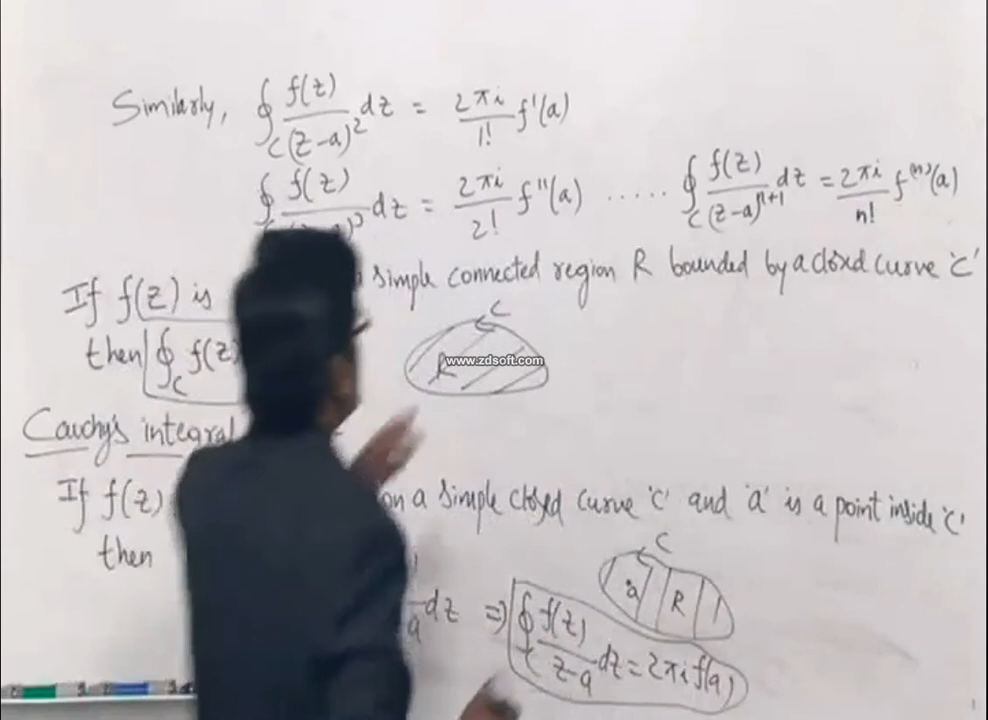 Similarly, ∮_C f(z)/(z-a)^2 dz = 2πi/1! f'(a)
∮ f(z)/ dz = 2πi/2! f''(a) ..... ∮_C f(z)/(z-a)^{n+1} dz = 2πi/n! f^{(n)}(a)
If f(z) is simple connected region R bounded by a closed curve 'c'
then ∮_C f(z)
C
R
www.zdsoft.com
Cauchy's integral
If f(z) on a simple closed curve 'c' and 'a' is a point inside 'c'
then
C
a R
dz ⇒ ∮_C f(z)/z-a dz = 2πi f(a)